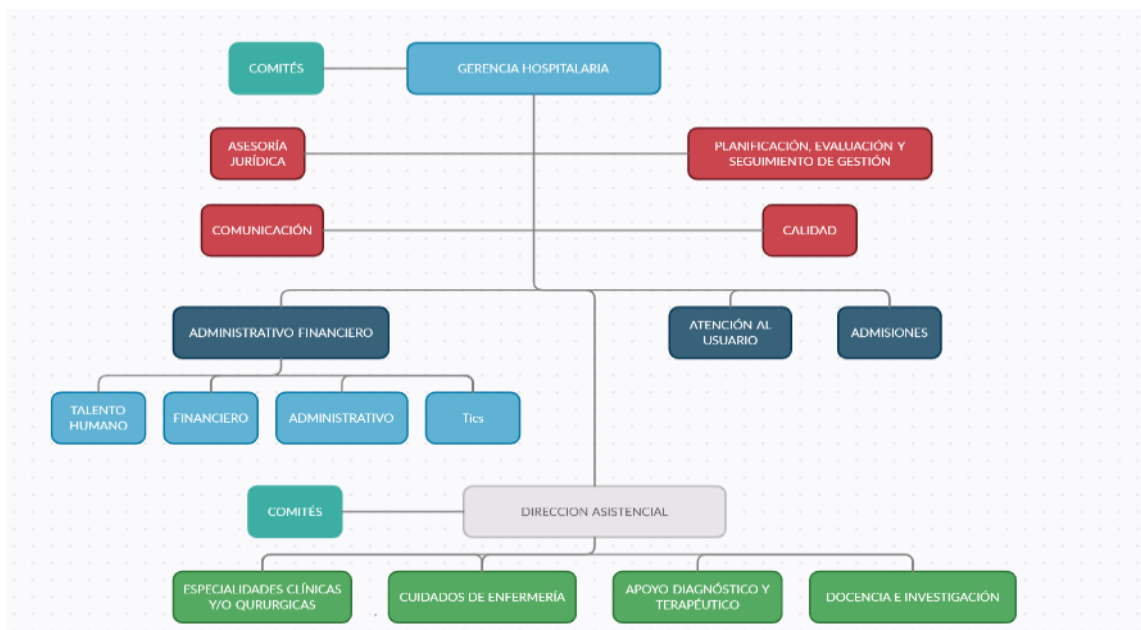 COMITÉS
GERENCIA HOSPITALARIA
ASESORÍA
JURÍDICA
PLANIFICACIÓN, EVALUACIÓN Y
SEGUIMIENTO DE GESTIÓN
COMUNICACIÓN
CALIDAD
ADMINISTRATIVO FINANCIERO
ATENCIÓN AL
USUARIO
ADMISIONES
TALENTO
HUMANO
FINANCIERO
ADMINISTRATIVO
Tics
COMITÉS
DIRECCION ASISTENCIAL
ESPECIALIDADES CLÍNICAS
Y/O QURURGICAS
CUIDADOS DE ENFERMERÍA
APOYO DIAGNÓSTICO Y
TERAPÉUTICO
DOCENCIA E INVESTIGACIÓN